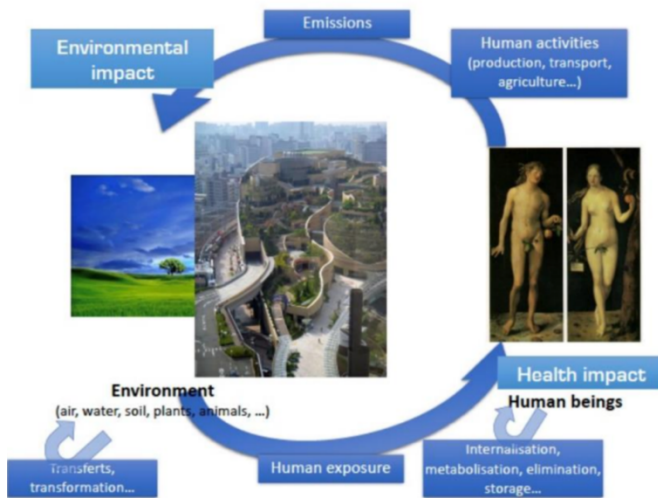 Emissions
Environmental
impact
Human activities
(production, transport,
agriculture…)
Health impact
Environment
(air, water, soil, plants, animals, …)
Human beings
Transferts,
transformation…
Human exposure
Internalisation,
metabolisation, elimination,
storage…